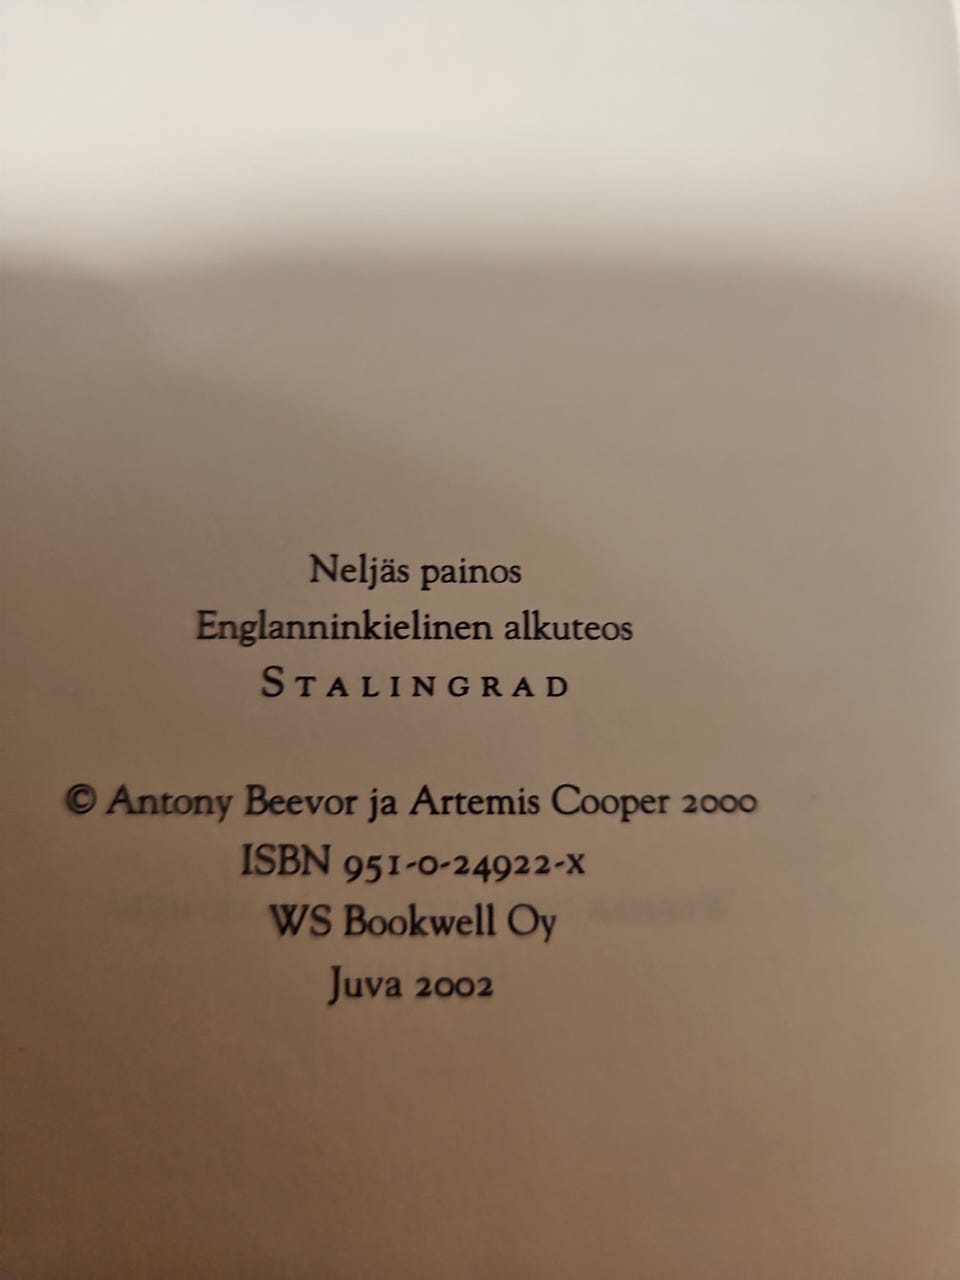 Neljäs painos
Englanninkielinen alkuteos
STALINGRAD
© Antony Beevor ja Artemis Cooper 2000
ISBN 951-0-24922-X
WS Bookwell Oy
Juva 2002